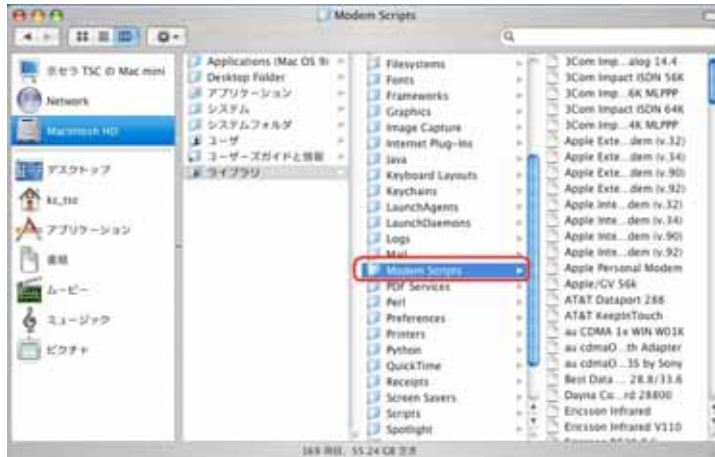 Modem Scripts
京セラ TSC の Mac mini
Network
Macintosh HD
デスクトップ
kc_tsc
アプリケーション
書類
ムービー
ミュージック
ピクチャ
Applications (Mac OS 9)
Desktop Folder
アプリケーション
システム
システムフォルダ
ユーザ
ユーザーズガイドと情報
ライブラリ
Filesystems
Fonts
Frameworks
Graphics
Image Capture
Internet Plug-Ins
Java
Keyboard Layouts
Keychains
LaunchAgents
LaunchDaemons
Logs
Mail
Modem Scripts
PDF Services
Perl
Preferences
Printers
Python
QuickTime
Receipts
Screen Savers
Scripts
Spotlight
3Com Imp...alog 14.4
3Com Impact ISDN 56K
3Com Imp...6K MLPPP
3Com Impact ISDN 64K
3Com Imp...4K MLPPP
Apple Exte...dem (v.32)
Apple Exte...dem (v.34)
Apple Exte...dem (v.90)
Apple Exte...dem (v.92)
Apple Inte...dem (v.32)
Apple Inte...dem (v.34)
Apple Inte...dem (v.90)
Apple Inte...dem (v.92)
Apple Personal Modem
Apple/GV 56k
AT&T Dataport 288
AT&T KeepInTouch
au CDMA 1x WIN W01K
au cdmaO...th Adapter
au cdmaO...35 by Sony
Best Data ... 28.8/33.6
Dayna Co...rd 28800
Ericsson Infrared
Ericsson Infrared V110
169 項目、55.24 GB 空き